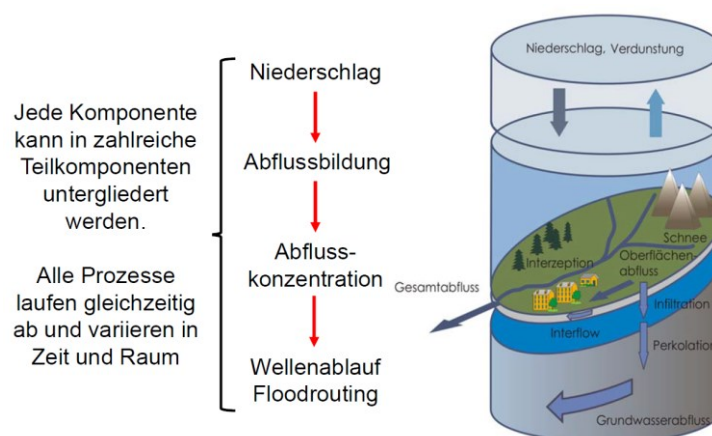 Jede Komponente
kann in zahlreiche
Teilkomponenten
untergliedert
werden.
Alle Prozesse
laufen gleichzeitig
ab und variieren in
Zeit und Raum
Niederschlag
Abflussbildung
Abfluss-
konzentration
Wellenablauf
Floodrouting
Niederschlag, Verdunstung
Schnee
Interzeption
Oberflächen-
abfluss
Gesamtabfluss
Infiltration
Interflow
Perkolation
Grundwasserabfluss